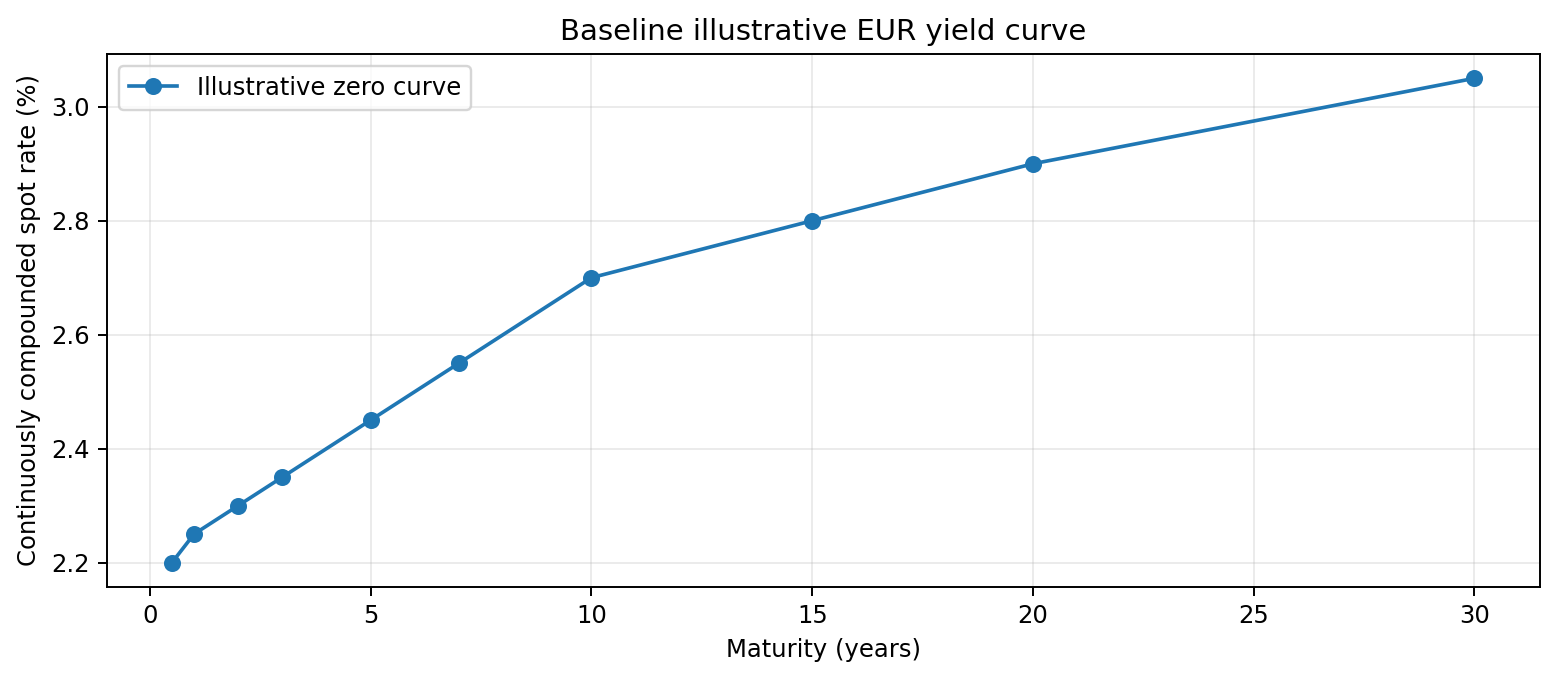 Baseline illustrative EUR yield curve
Illustrative zero curve
Continuously compounded spot rate (%)
3.0
2.8
2.6
2.4
2.2
0 5 10 15 20 25 30
Maturity (years)